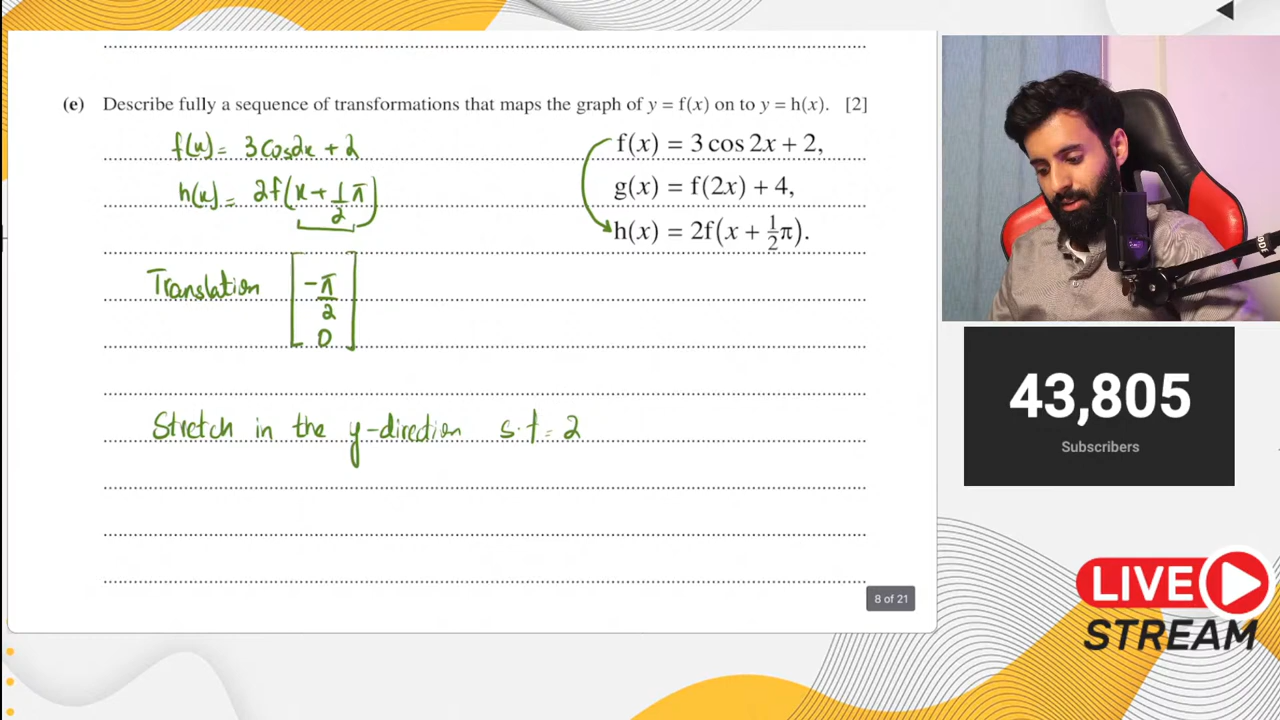 (e) Describe fully a sequence of transformations that maps the graph of y = f(x) on to y = h(x). [2]
f(x) = 3cos2x + 2
h(x) = 2f(x + 1/2 π)
f(x) = 3 cos 2x + 2,
g(x) = f(2x) + 4,
h(x) = 2f(x + 1/2 π).
Translation [-π/2 0]
Stretch in the y-direction s.f = 2
8 of 21
43,805
Subscribers
LIVE
STREAM